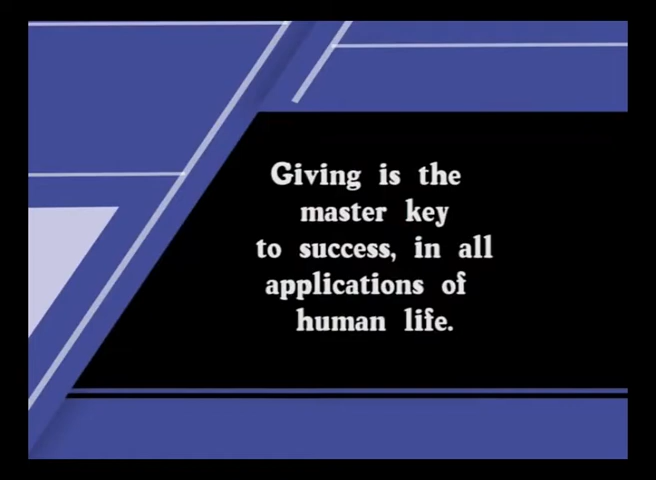 Giving is the
master key
to success, in all
applications of
human life.